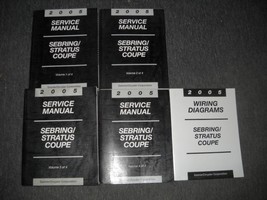 2005
SERVICE
MANUAL
SEBRING/
STRATUS
COUPE
2005
SERVICE
MANUAL
SEBRING/
STRATUS
COUPE
2005
SERVICE
MANUAL
SEBRING/
STRATUS
COUPE
2005
SERVICE
MANUAL
SEBRING/
STRATUS
COUPE
2005
WIRING
DIAGRAMS
SEBRING/
STRATUS
COUPE